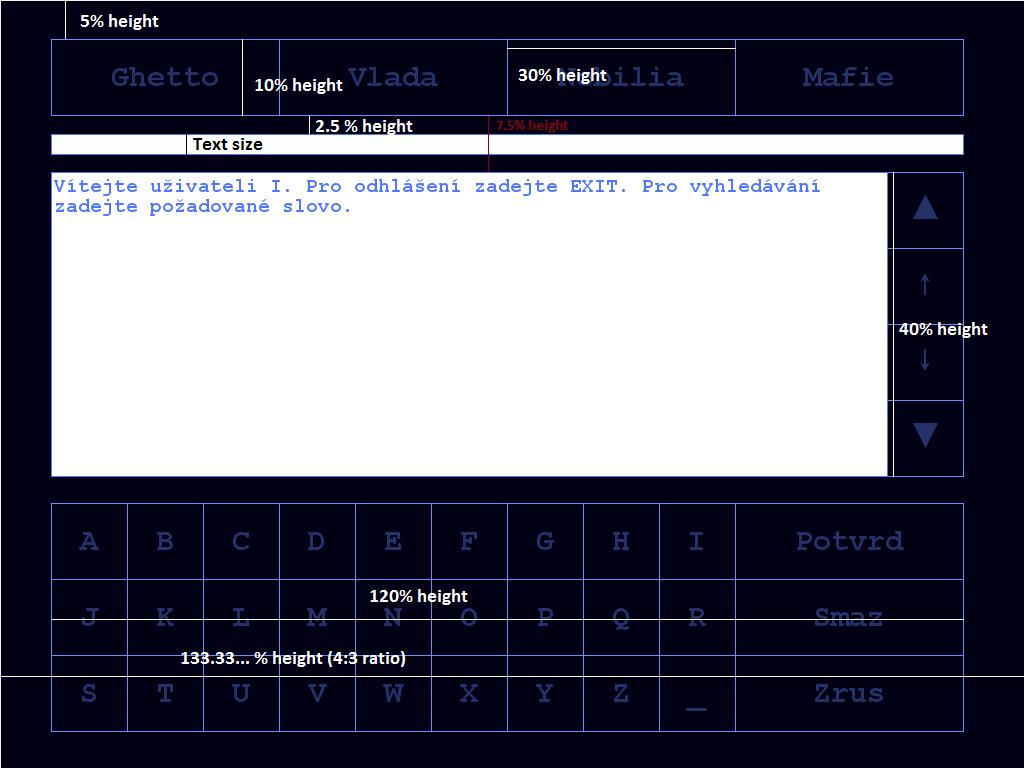 5% height
Ghetto
10% height
Vlada
30% height
Nobilia
Mafie
2.5 % height
7.5% height
Text size
Vítejte uživateli I. Pro odhlášení zadejte EXIT. Pro vyhledávání
zadejte požadované slovo.
▲
↑
40% height
↓
▼
A B C D E F G H I Potvrd
120% height
J K L M N O P Q R Smaz
133.33... % height (4:3 ratio)
S T U V W X Y Z _ Zrus